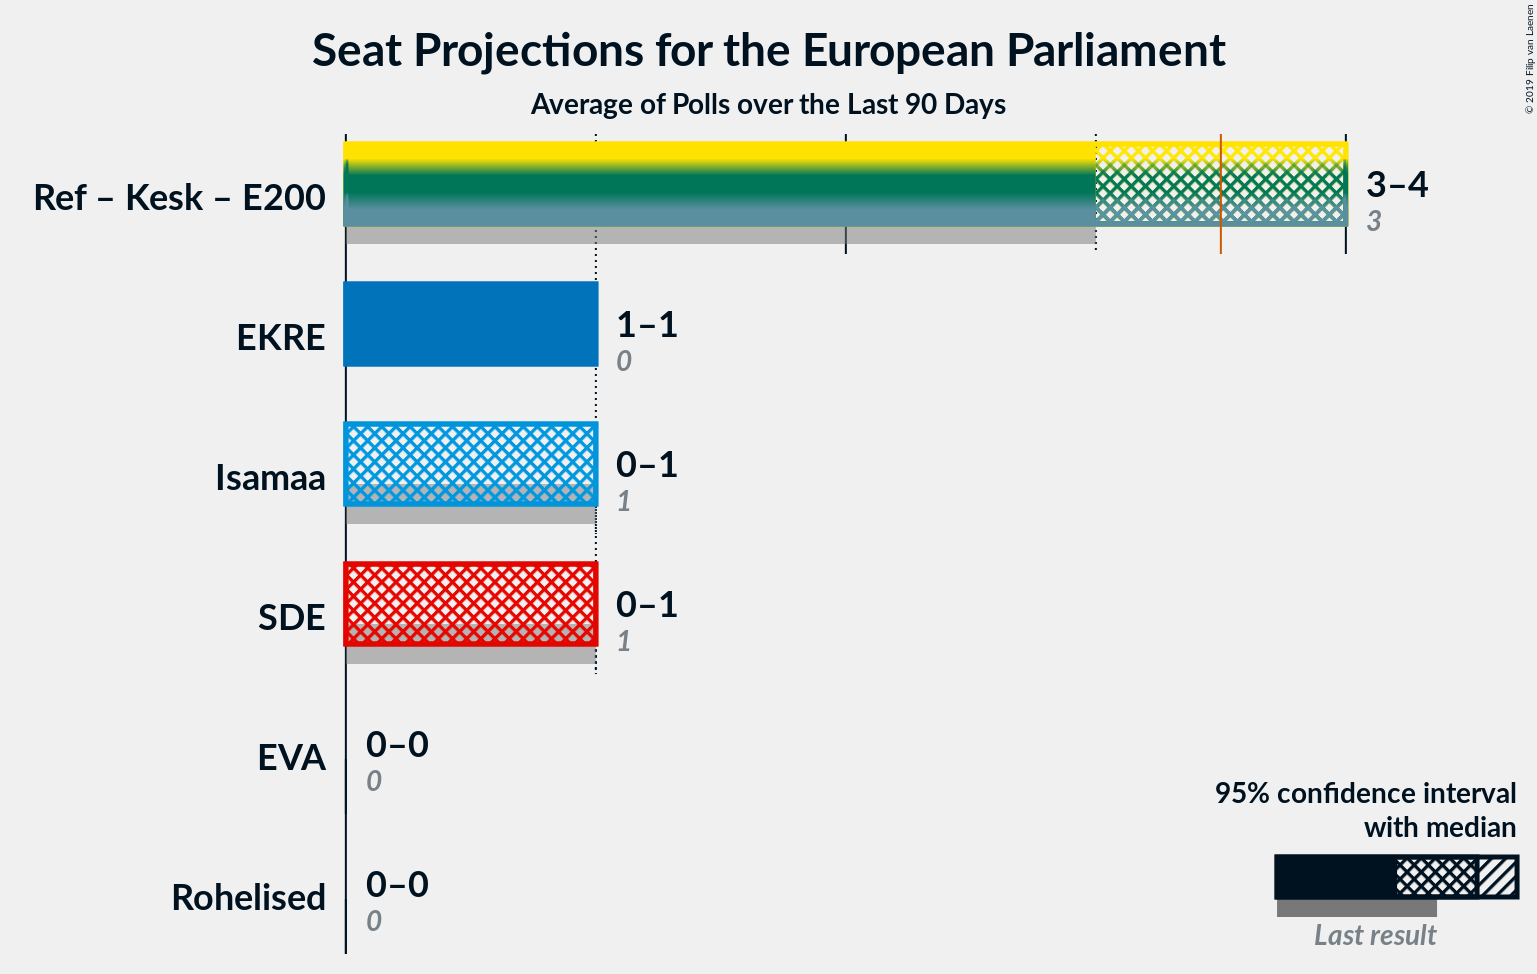 Seat Projections for the European Parliament
Average of Polls over the Last 90 Days
© 2019 Filip van Laenen
Ref – Kesk – E200
3–4
3
EKRE
1–1
0
Isamaa
0–1
1
SDE
0–1
1
EVA
0–0
0
Rohelised
0–0
0
95% confidence interval
with median
Last result